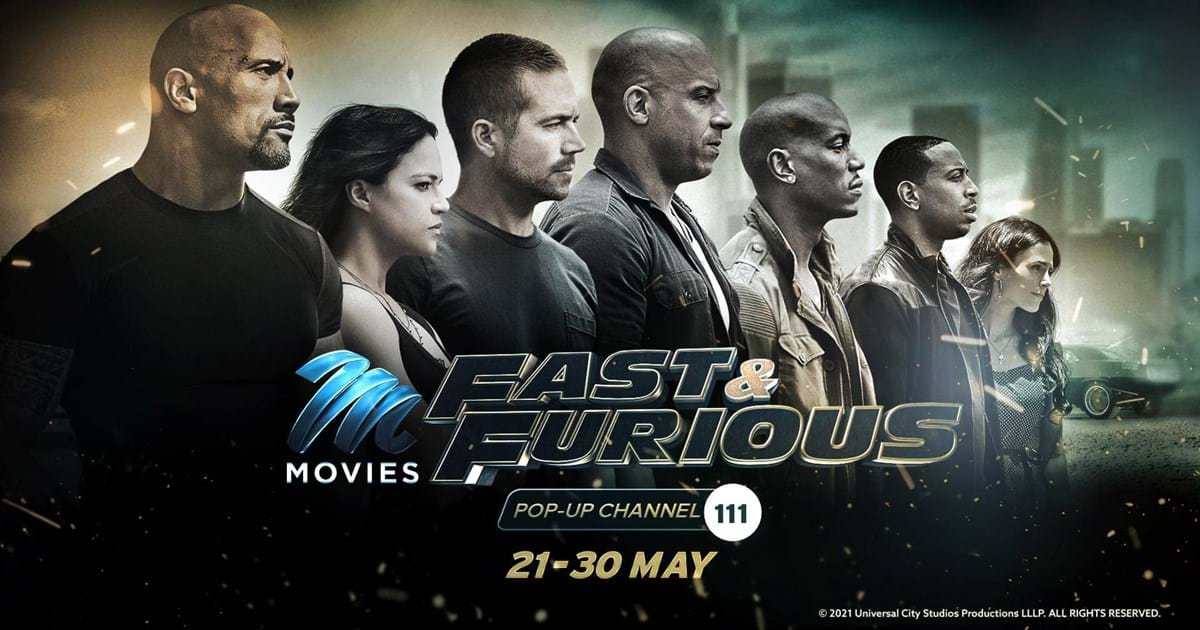 FAST &
FURIOUS
MOVIES
POP-UP CHANNEL 111
21-30 MAY
© 2021 Universal City Studios Productions LLLP. ALL RIGHTS RESERVED.